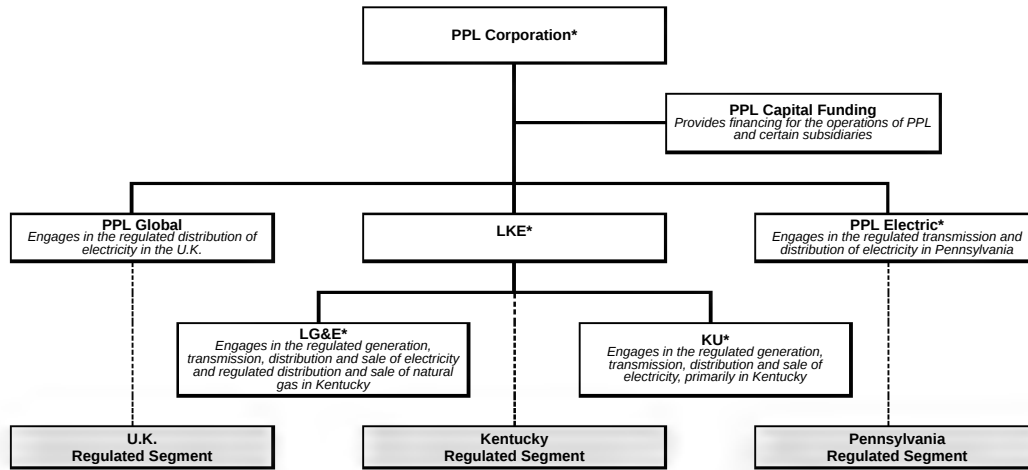 PPL Corporation*
PPL Capital Funding
Provides financing for the operations of PPL
and certain subsidiaries
PPL Global
Engages in the regulated distribution of
electricity in the U.K.
LKE*
PPL Electric*
Engages in the regulated transmission and
distribution of electricity in Pennsylvania
LG&E*
Engages in the regulated generation,
transmission, distribution and sale of electricity
and regulated distribution and sale of natural
gas in Kentucky
KU*
Engages in the regulated generation,
transmission, distribution and sale of
electricity, primarily in Kentucky
U.K.
Regulated Segment
Kentucky
Regulated Segment
Pennsylvania
Regulated Segment